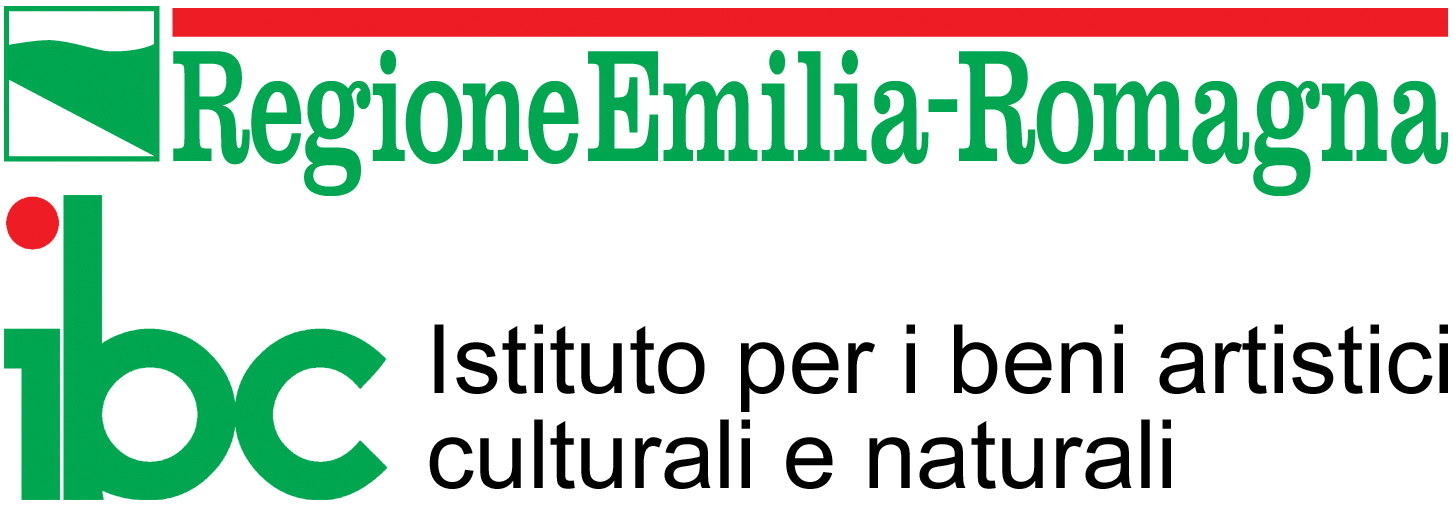 RegioneEmilia-Romagna
ibc
Istituto per i beni artistici
culturali e naturali